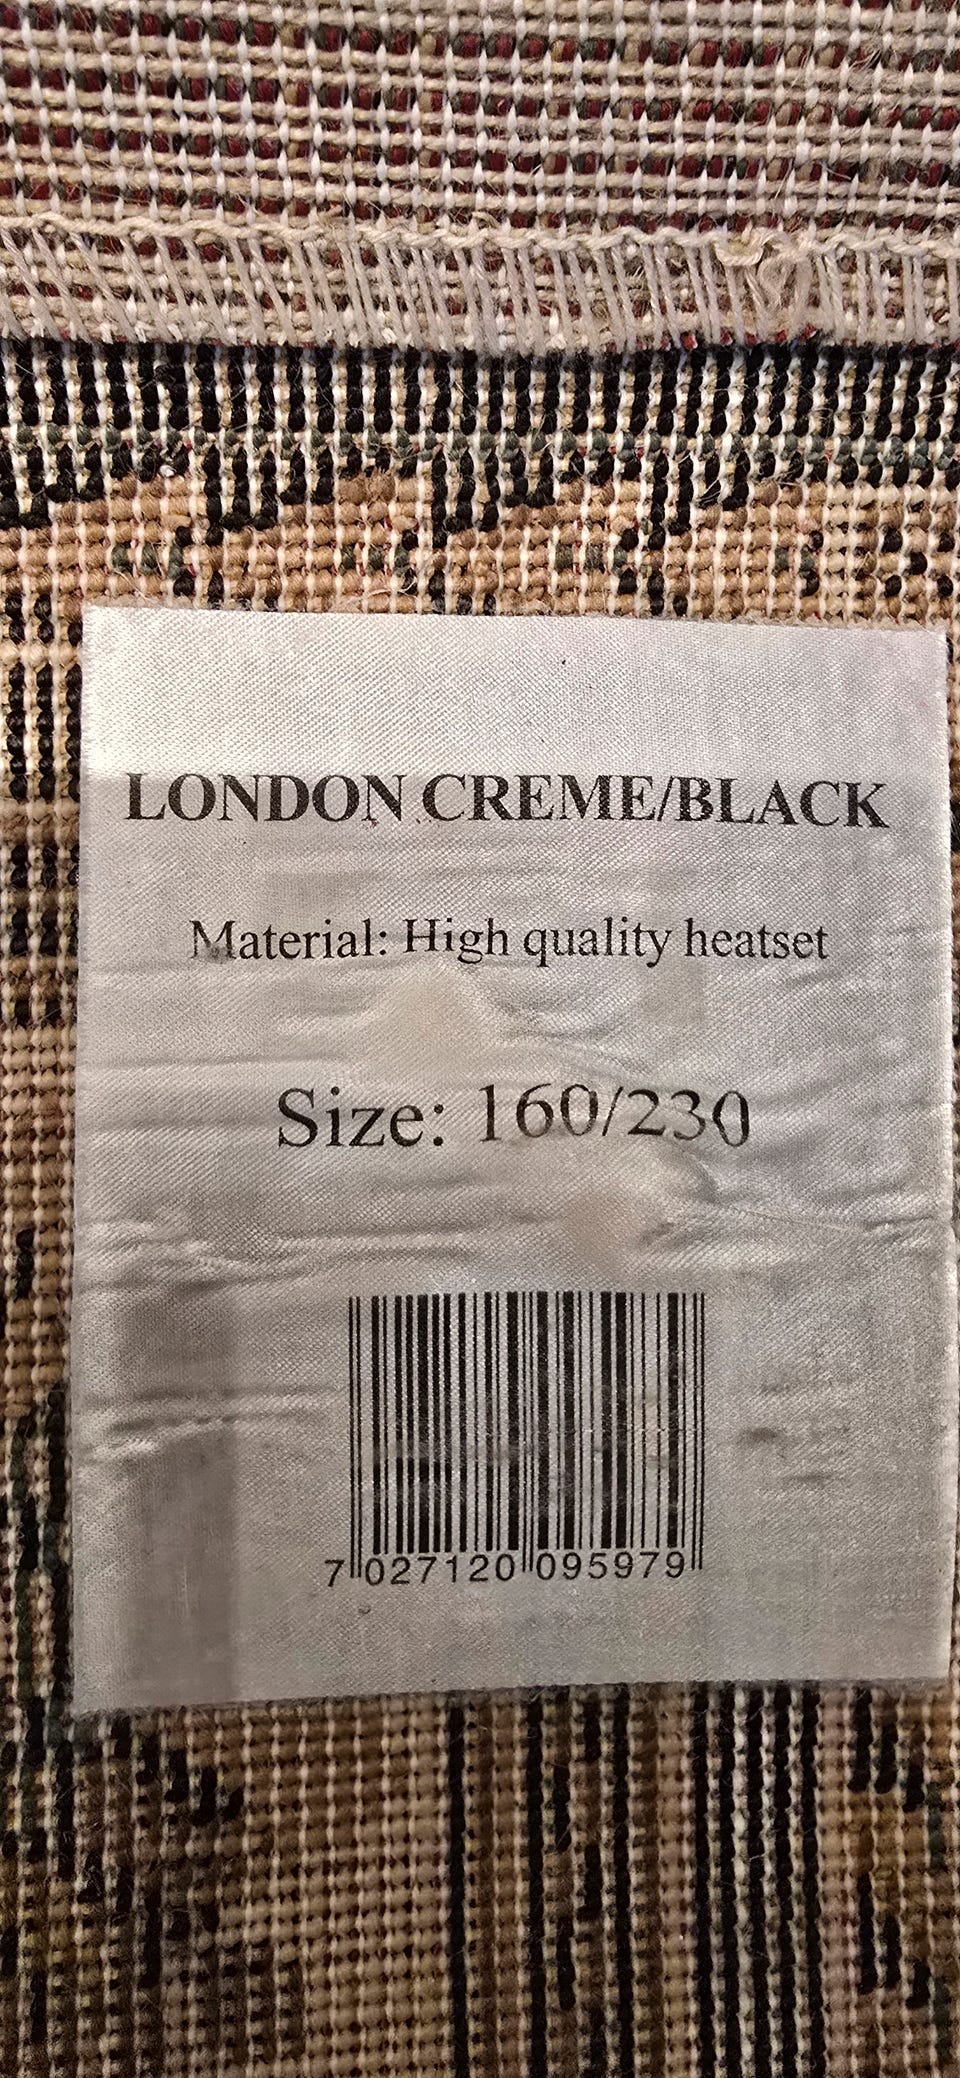 LONDON CREME/BLACK
Material: High quality heatset
Size: 160/230
7 027120 095979